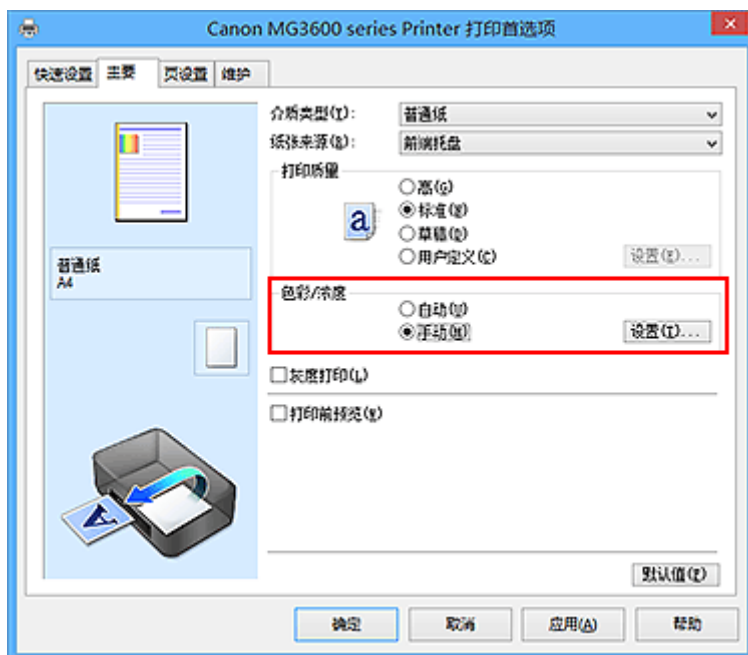 Canon MG3600 series Printer 打印首选项
快速设置 主要 页设置 维护
介质类型(T): 普通纸
纸张来源(R): 前端托盘
打印质量
高(G)
标准(N)
草稿(D)
用户定义(C) 设置(E)...
色彩/浓度
自动(U)
手动(M) 设置(I)...
灰度打印(L)
打印前预览(K)
普通纸
A4
默认值(F)
确定 取消 应用(A) 帮助